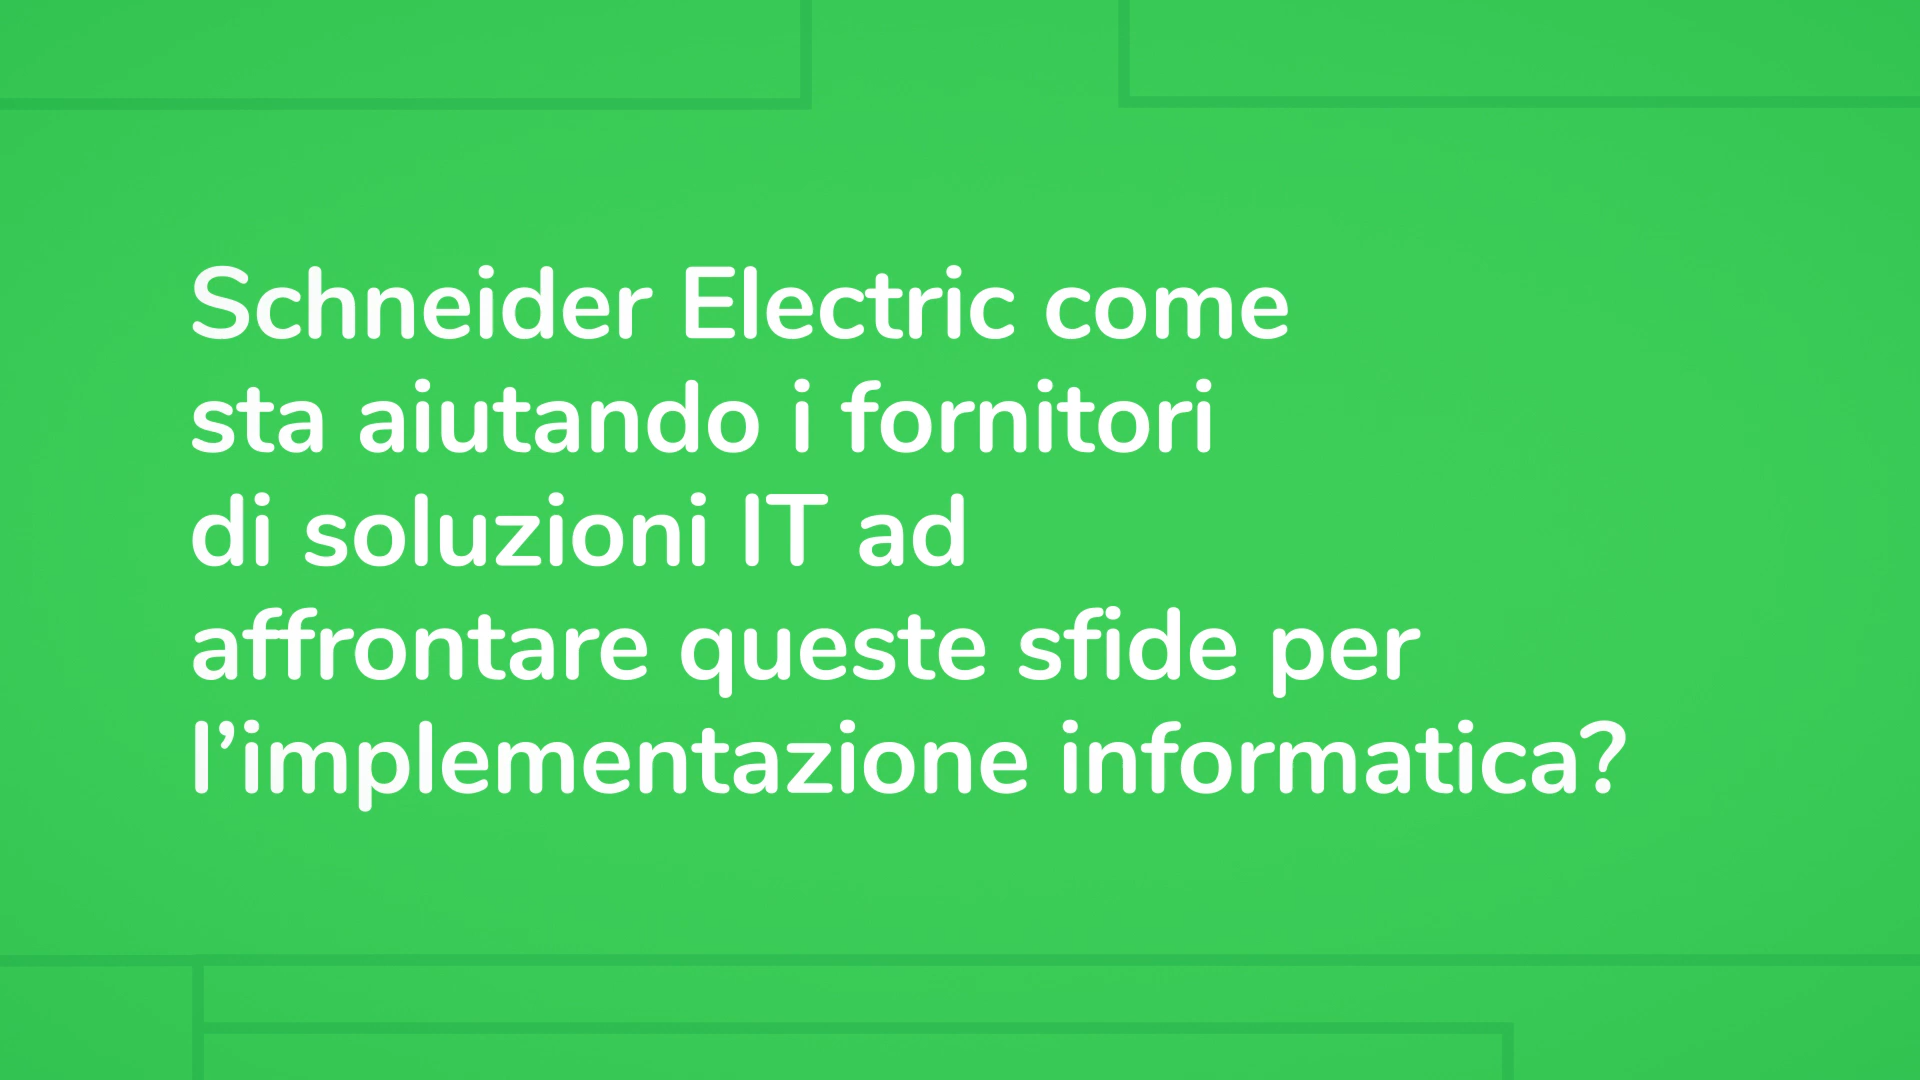 Schneider Electric come
sta aiutando i fornitori
di soluzioni IT ad
affrontare queste sfide per
l’implementazione informatica?